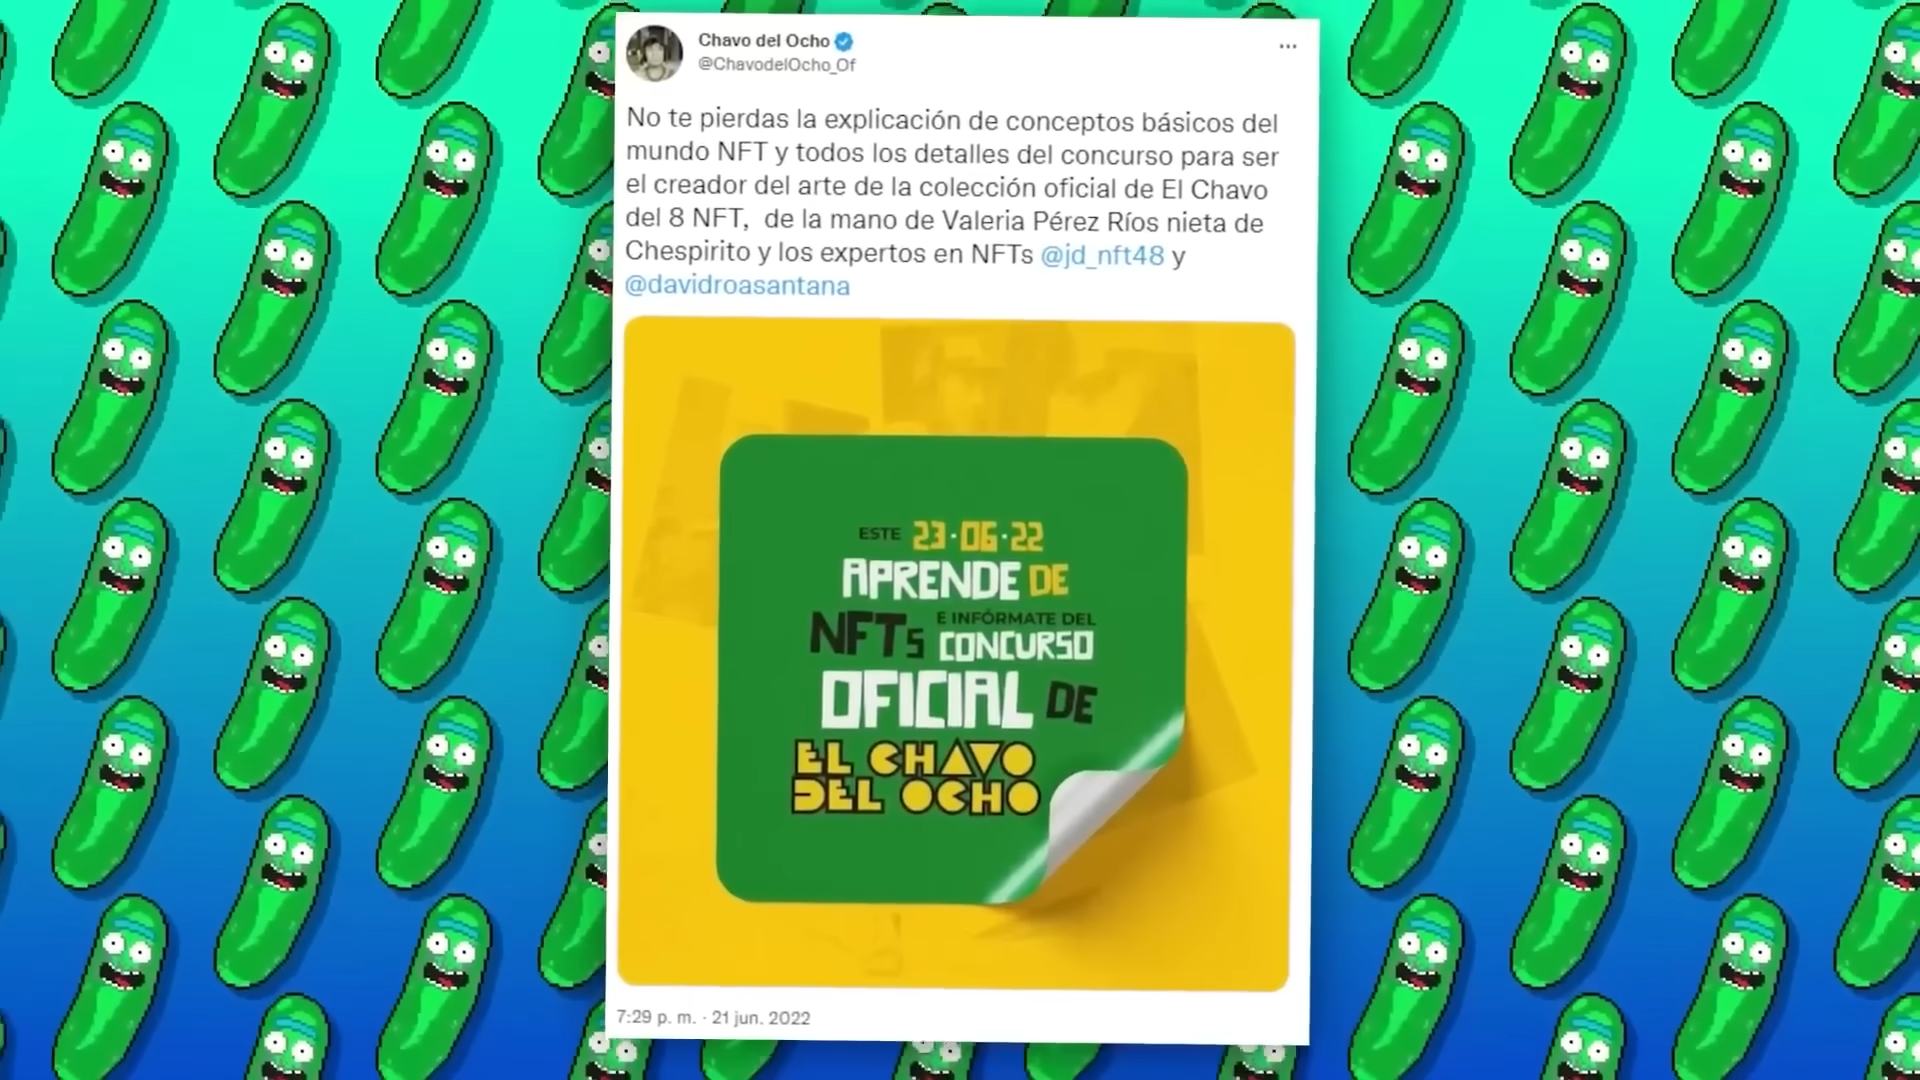 Chavo del Ocho
@ChavodelOcho_Of
No te pierdas la explicación de conceptos básicos del
mundo NFT y todos los detalles del concurso para ser
el creador del arte de la colección oficial de El Chavo
del 8 NFT,  de la mano de Valeria Pérez Ríos nieta de
Chespirito y los expertos en NFTs @jd_nft48 y
@davidroasantana
ESTE 23·06·22
APRENDE DE
NFTs E INFÓRMATE DEL
CONCURSO
OFICIAL DE
EL CHAVO
DEL OCHO
7:29 p. m. · 21 jun. 2022